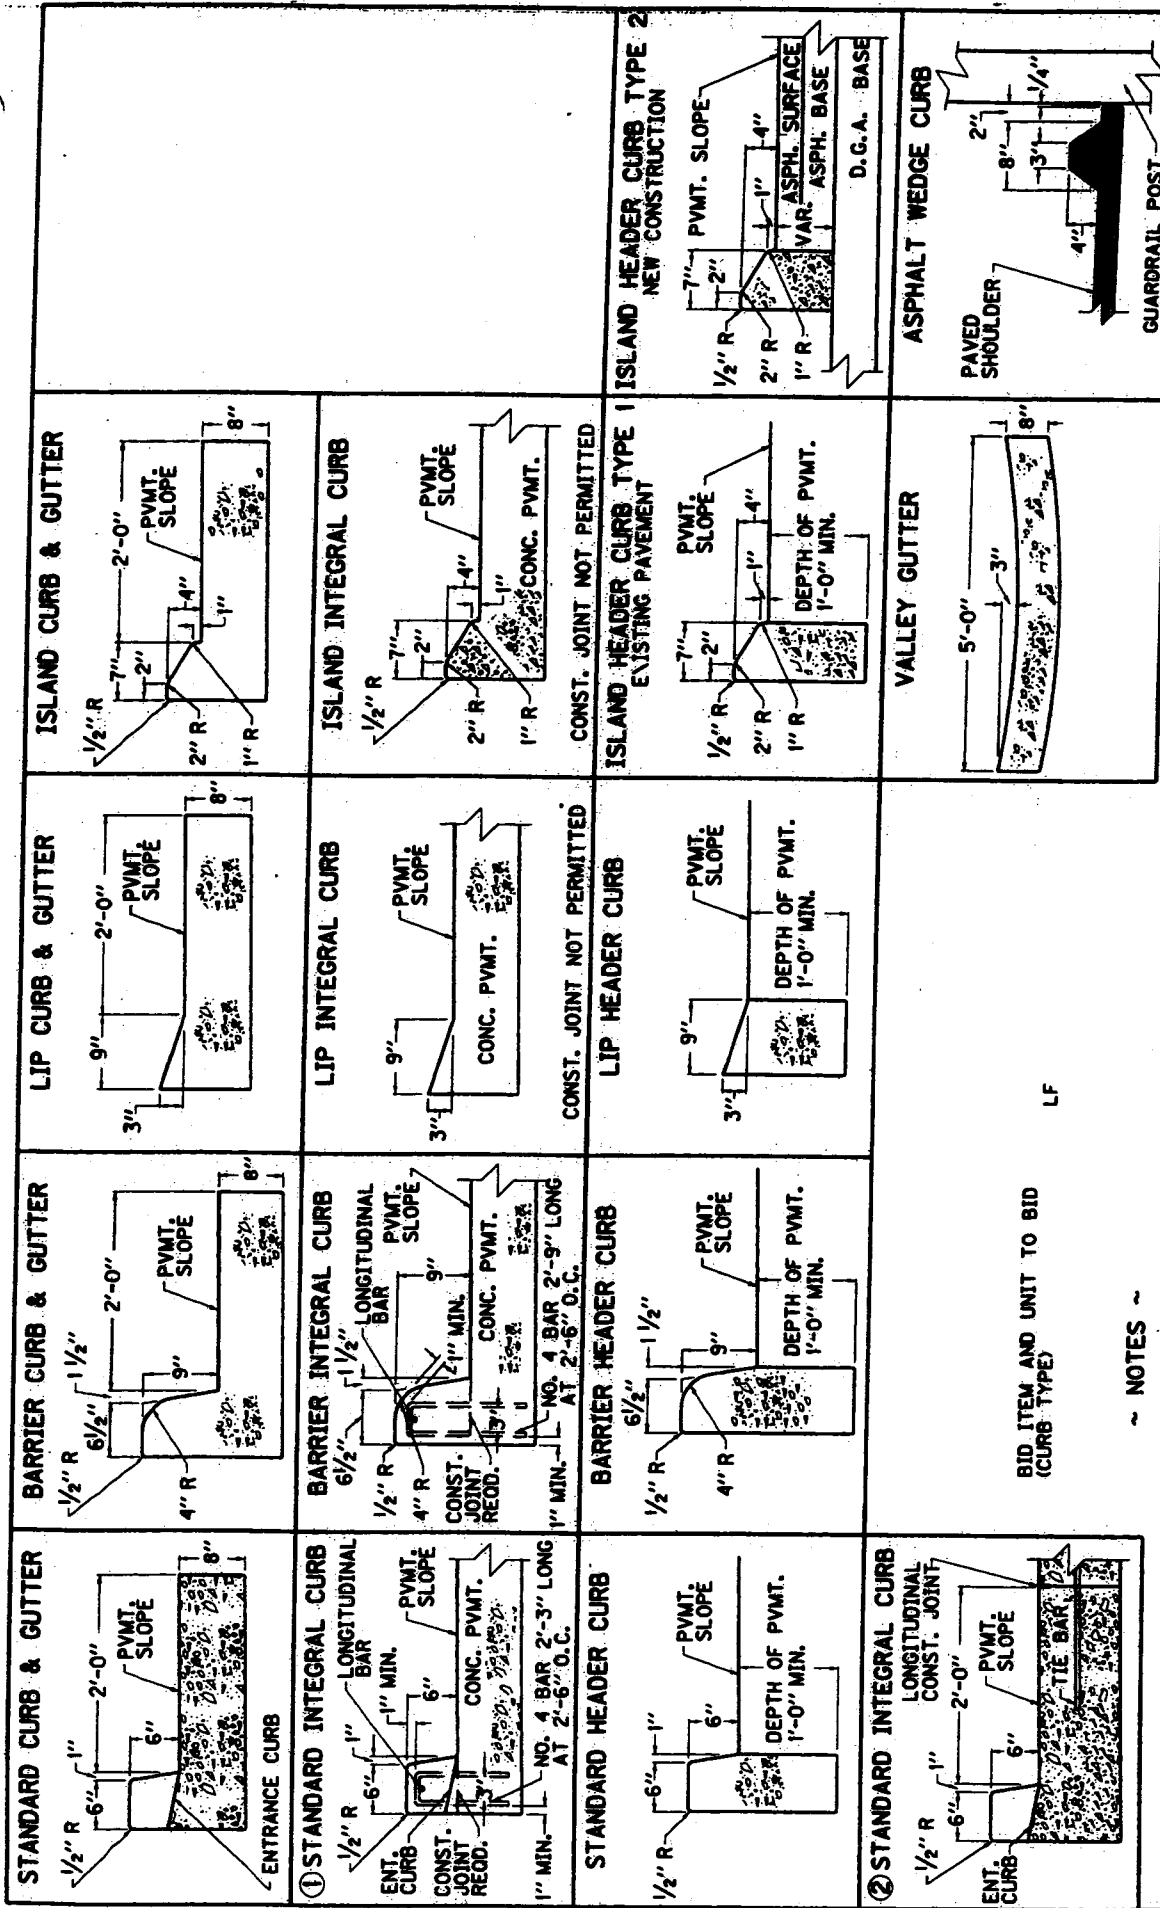 STANDARD CURB & GUTTER
1/2" R
6"
1"
2'-0"
6"
PVMT.
SLOPE
8"
ENTRANCE CURB
BARRIER CURB & GUTTER
1/2" R
6 1/2"
1 1/2"
2'-0"
9"
4" R
PVMT.
SLOPE
8"
LIP CURB & GUTTER
3"
9"
2'-0"
PVMT.
SLOPE
8"
ISLAND CURB & GUTTER
1/2" R
7"
2"
2'-0"
4"
1"
PVMT.
SLOPE
8"
2" R
1" R
① STANDARD INTEGRAL CURB
1/2" R
6"
1"
LONGITUDINAL
BAR
1" MIN.
6"
PVMT.
SLOPE
ENT.
CURB
CONST.
JOINT
REQD.
CONC. PVMT.
3"
1" MIN.
NO. 4 BAR 2'-3" LONG
AT 2'-6" O.C.
BARRIER INTEGRAL CURB
6 1/2"
1 1/2"
LONGITUDINAL
BAR
1/2" R
4" R
9"
PVMT.
SLOPE
1" MIN.
CONST.
JOINT
REQD.
CONC. PVMT.
3"
1" MIN.
NO. 4 BAR 2'-9" LONG
AT 2'-6" O.C.
LIP INTEGRAL CURB
3"
9"
PVMT.
SLOPE
CONC. PVMT.
CONST. JOINT NOT PERMITTED
ISLAND INTEGRAL CURB
1/2" R
7"
2"
4"
1"
PVMT.
SLOPE
2" R
1" R
CONC. PVMT.
CONST. JOINT NOT PERMITTED
STANDARD HEADER CURB
1/2" R
6"
1"
6"
PVMT.
SLOPE
DEPTH OF PVMT.
1'-0" MIN.
BARRIER HEADER CURB
1/2" R
6 1/2"
1 1/2"
9"
4" R
PVMT.
SLOPE
DEPTH OF PVMT.
1'-0" MIN.
LIP HEADER CURB
3"
9"
PVMT.
SLOPE
DEPTH OF PVMT.
1'-0" MIN.
ISLAND HEADER CURB TYPE 1
E\ISTING PAVEMENT
1/2" R
7"
2"
2" R
1" R
1"
4"
PVMT.
SLOPE
DEPTH OF PVMT.
1'-0" MIN.
ISLAND HEADER CURB TYPE 2
NEW CONSTRUCTION
1/2" R
7"
2"
2" R
1" R
PVMT. SLOPE
4"
1"
VAR.
ASPH. SURFACE
ASPH. BASE
D.G.A. BASE
② STANDARD INTEGRAL CURB
1/2" R
6"
1"
2'-0"
LONGITUDINAL
CONST. JOINT
6"
PVMT.
SLOPE
ENT.
CURB
TIE BAR
BID ITEM AND UNIT TO BID
(CURB TYPE)
LF
~ NOTES ~
VALLEY GUTTER
5'-0"
3"
8"
ASPHALT WEDGE CURB
PAVED
SHOULDER
4"
8"
3"
2"
1/4"
GUARDRAIL POST